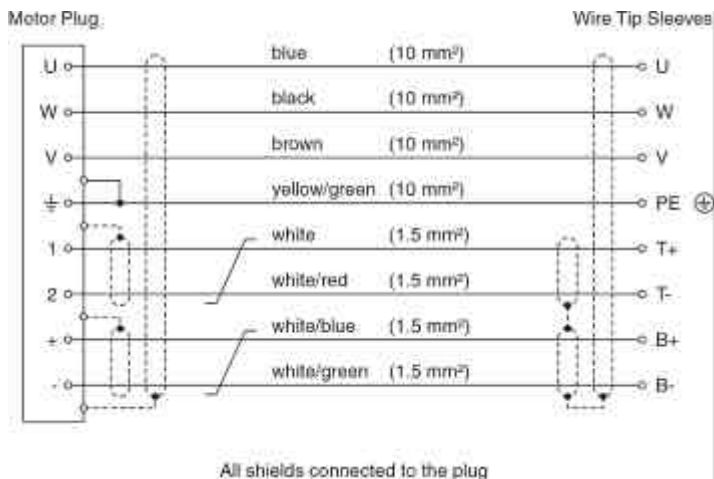 Motor Plug Wire Tip Sleeves
U blue (10 mm²) U
W black (10 mm²) W
V brown (10 mm²) V
yellow/green (10 mm²) PE
1 white (1.5 mm²) T+
2 white/red (1.5 mm²) T-
+ white/blue (1.5 mm²) B+
- white/green (1.5 mm²) B-
All shields connected to the plug